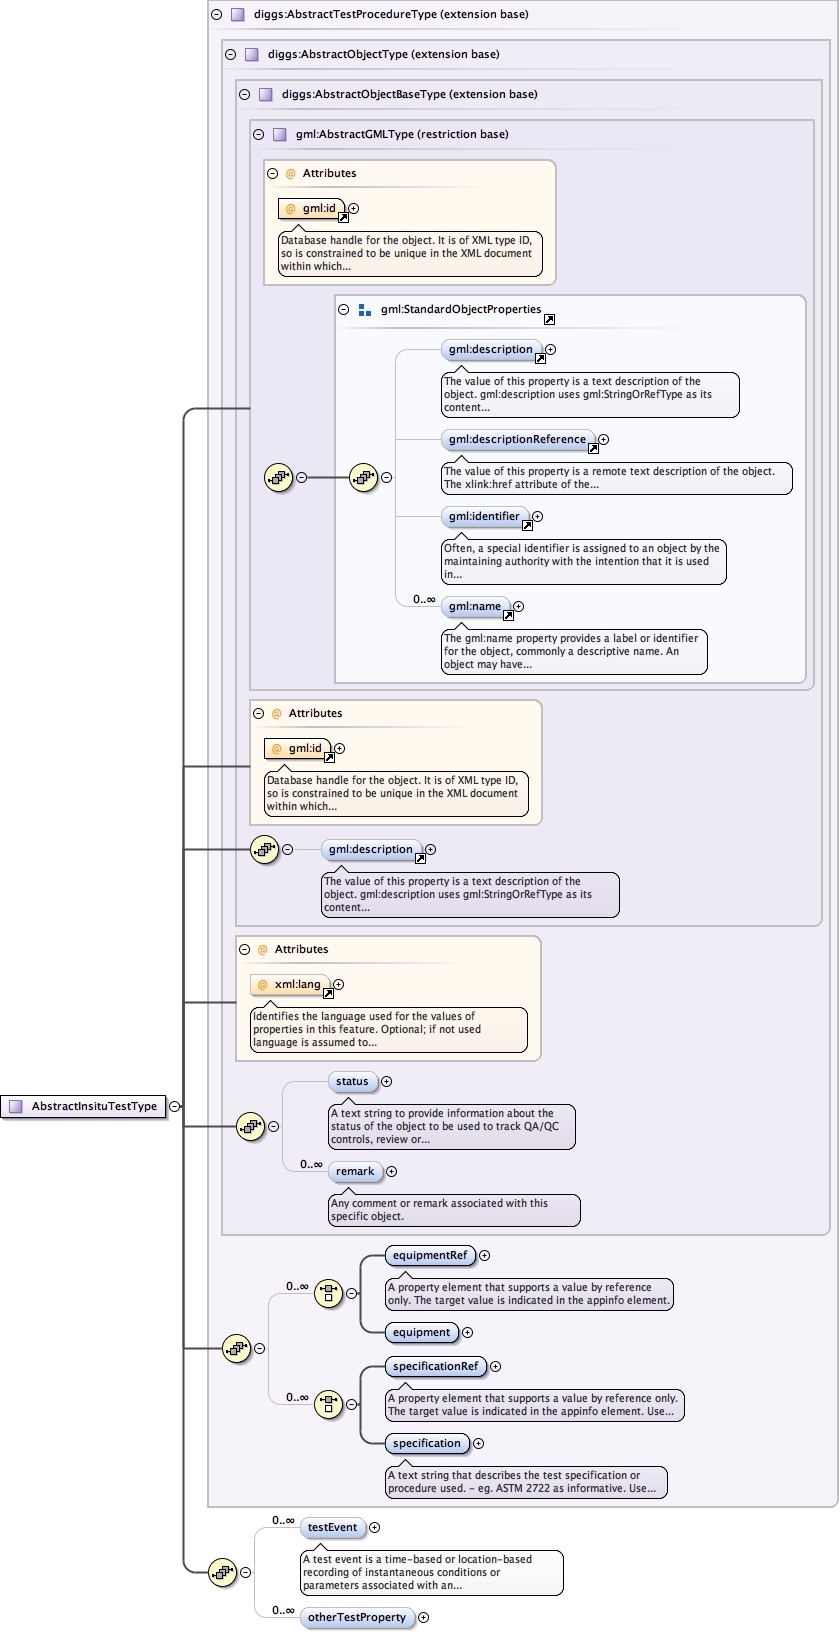 diggs:AbstractTestProcedureType (extension base)
diggs:AbstractObjectType (extension base)
diggs:AbstractObjectBaseType (extension base)
gml:AbstractGMLType (restriction base)
@ Attributes
@ gml:id
Database handle for the object. It is of XML type ID,
so is constrained to be unique in the XML document
within which...
gml:StandardObjectProperties
gml:description
The value of this property is a text description of the
object. gml:description uses gml:StringOrRefType as its
content...
gml:descriptionReference
The value of this property is a remote text description of the object.
The xlink:href attribute of the...
gml:identifier
Often, a special identifier is assigned to an object by the
maintaining authority with the intention that it is used
in...
0..∞ gml:name
The gml:name property provides a label or identifier
for the object, commonly a descriptive name. An
object may have...
@ Attributes
@ gml:id
Database handle for the object. It is of XML type ID,
so is constrained to be unique in the XML document
within which...
gml:description
The value of this property is a text description of the
object. gml:description uses gml:StringOrRefType as its
content...
@ Attributes
@ xml:lang
Identifies the language used for the values of
properties in this feature. Optional; if not used
language is assumed to...
AbstractInsituTestType
status
A text string to provide information about the
status of the object to be used to track QA/QC
controls, review or...
0..∞ remark
Any comment or remark associated with this
specific object.
equipmentRef
0..∞
A property element that supports a value by reference
only. The target value is indicated in the appinfo element.
equipment
specificationRef
0..∞
A property element that supports a value by reference only.
The target value is indicated in the appinfo element. Use...
specification
A text string that describes the test specification or
procedure used. - eg. ASTM 2722 as informative. Use...
0..∞ testEvent
A test event is a time-based or location-based
recording of instantaneous conditions or
parameters associated with an...
0..∞ otherTestProperty